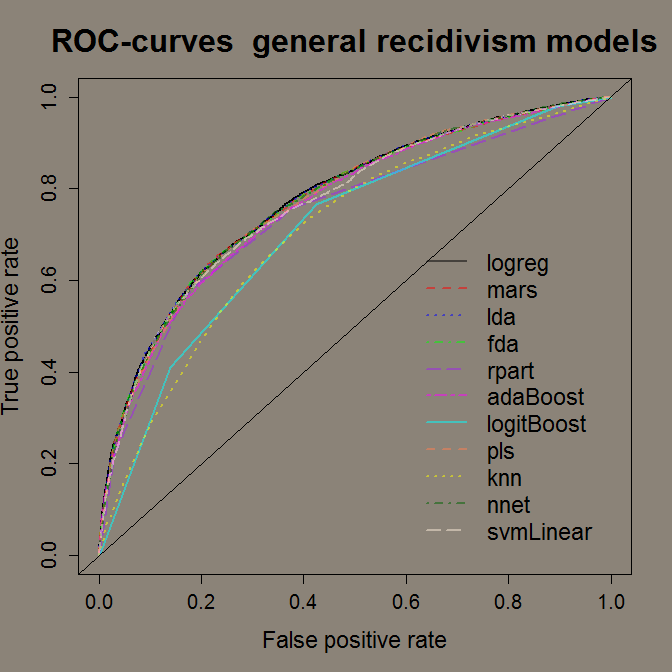 ROC-curves general recidivism models
True positive rate
1.0
0.8
0.6
0.4
0.2
0.0
logreg
mars
lda
fda
rpart
adaBoost
logitBoost
pls
knn
nnet
svmLinear
0.0 0.2 0.4 0.6 0.8 1.0
False positive rate